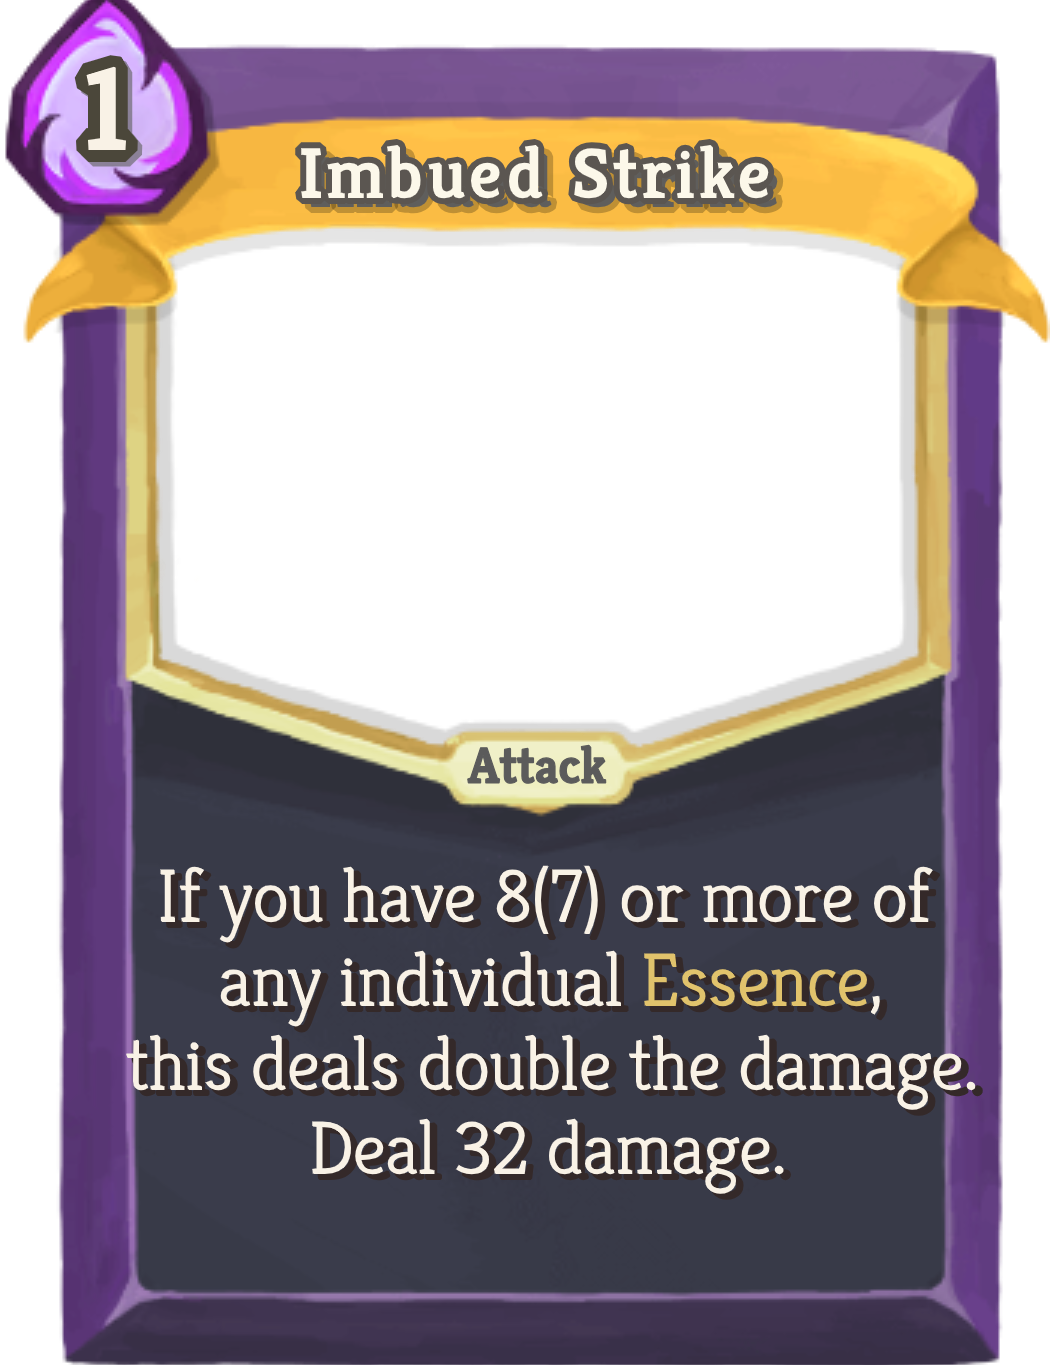 1
Imbued Strike
Attack
If you have 8(7) or more of
any individual Essence,
this deals double the damage.
Deal 32 damage.